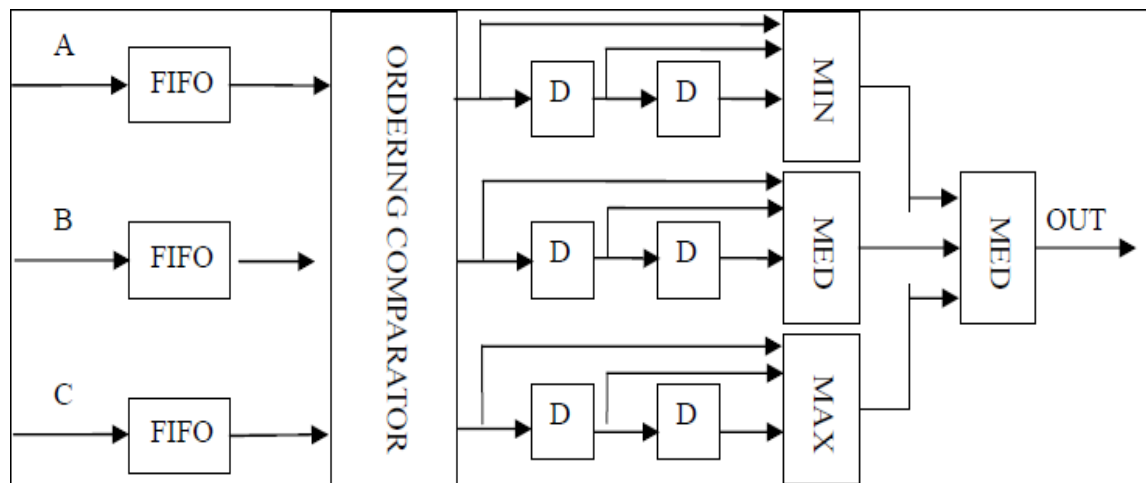 A
FIFO
B
FIFO
C
FIFO
ORDERING COMPARATOR
D
D
MIN
D
D
MED
D
D
MAX
MED
OUT